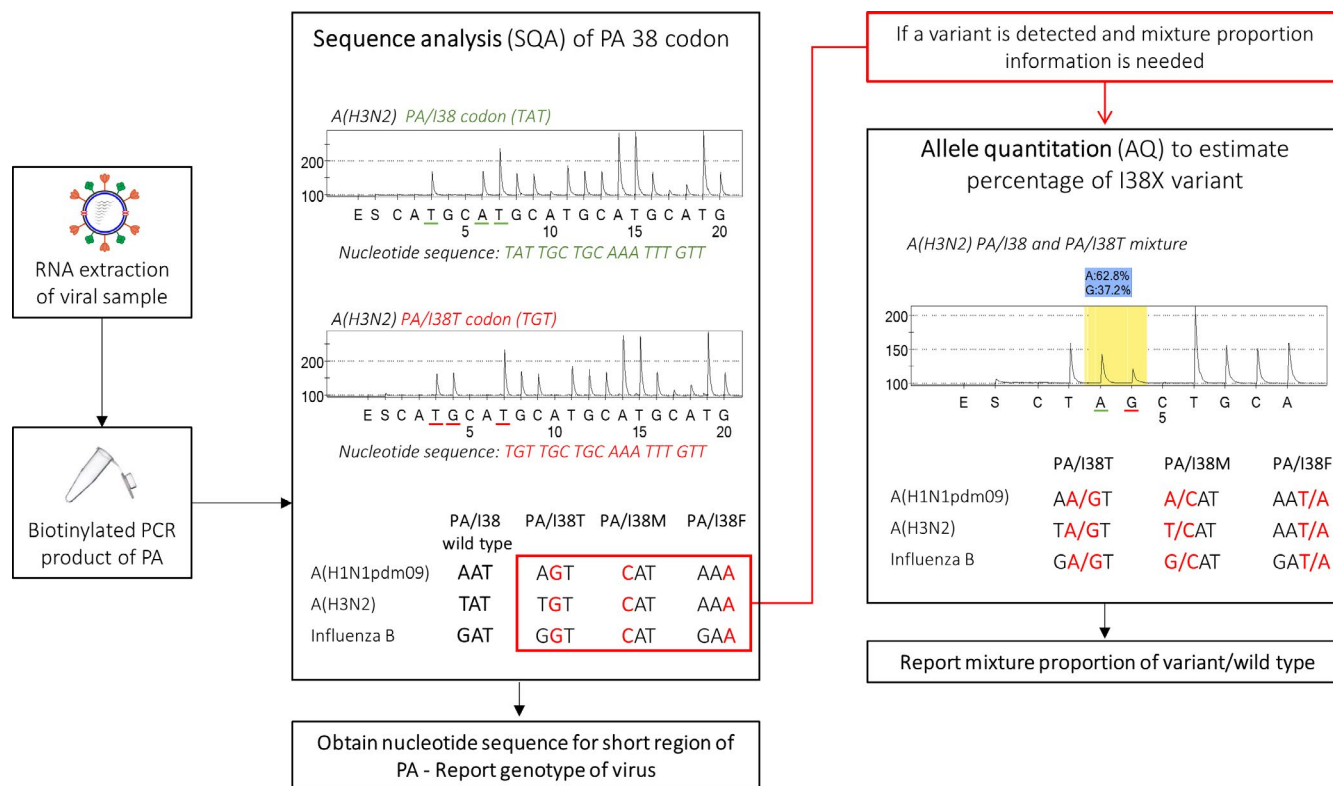 RNA extraction
of viral sample
Biotinylated PCR
product of PA
Sequence analysis (SQA) of PA 38 codon
A(H3N2) PA/I38 codon (TAT)
200
100
E S C A T G C A T G C A T G C A T G C A T G
5 10 15 20
Nucleotide sequence: TAT TGC TGC AAA TTT GTT
A(H3N2) PA/I38T codon (TGT)
200
100
E S C A T G C A T G C A T G C A T G C A T G
5 10 15 20
Nucleotide sequence: TGT TGC TGC AAA TTT GTT
PA/I38 wild type PA/I38T PA/I38M PA/I38F
A(H1N1pdm09) AAT AGT CAT AAA
A(H3N2) TAT TGT CAT AAA
Influenza B GAT GGT CAT GAA
Obtain nucleotide sequence for short region of
PA - Report genotype of virus
If a variant is detected and mixture proportion
information is needed
Allele quantitation (AQ) to estimate
percentage of I38X variant
A(H3N2) PA/I38 and PA/I38T mixture
A:62.8%
G:37.2%
200
150
100
E S C T A G C T G C A
5
PA/I38T PA/I38M PA/I38F
A(H1N1pdm09) AA/GT A/CAT AAT/A
A(H3N2) TA/GT T/CAT AAT/A
Influenza B GA/GT G/CAT GAT/A
Report mixture proportion of variant/wild type